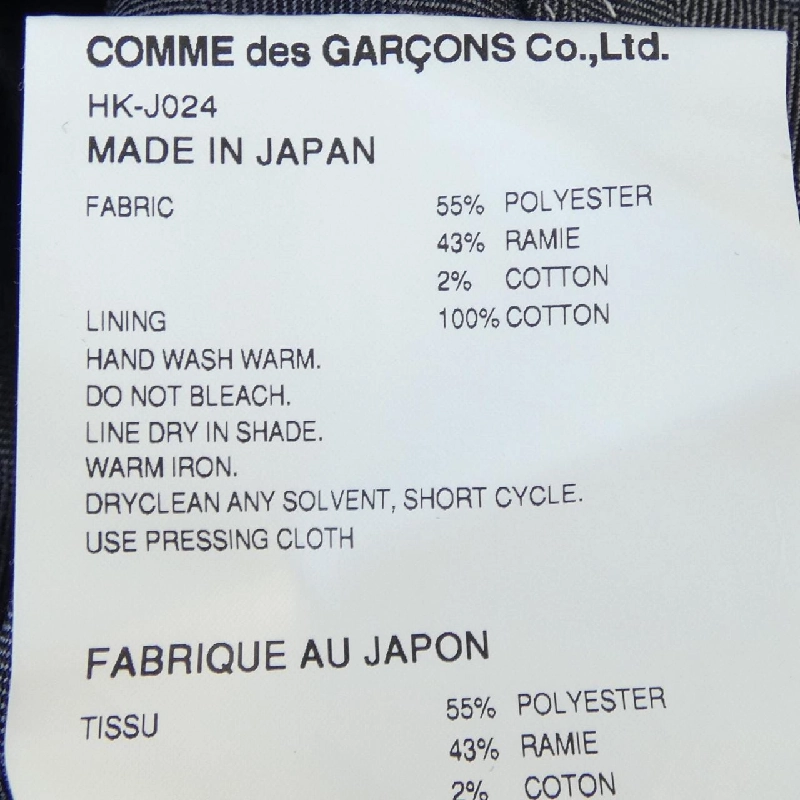 COMME des GARÇONS Co.,Ltd.
HK-J024
MADE IN JAPAN
FABRIC 55% POLYESTER
43% RAMIE
2% COTTON
LINING 100% COTTON
HAND WASH WARM.
DO NOT BLEACH.
LINE DRY IN SHADE.
WARM IRON.
DRYCLEAN ANY SOLVENT, SHORT CYCLE.
USE PRESSING CLOTH
FABRIQUE AU JAPON
TISSU 55% POLYESTER
43% RAMIE
2% COTON